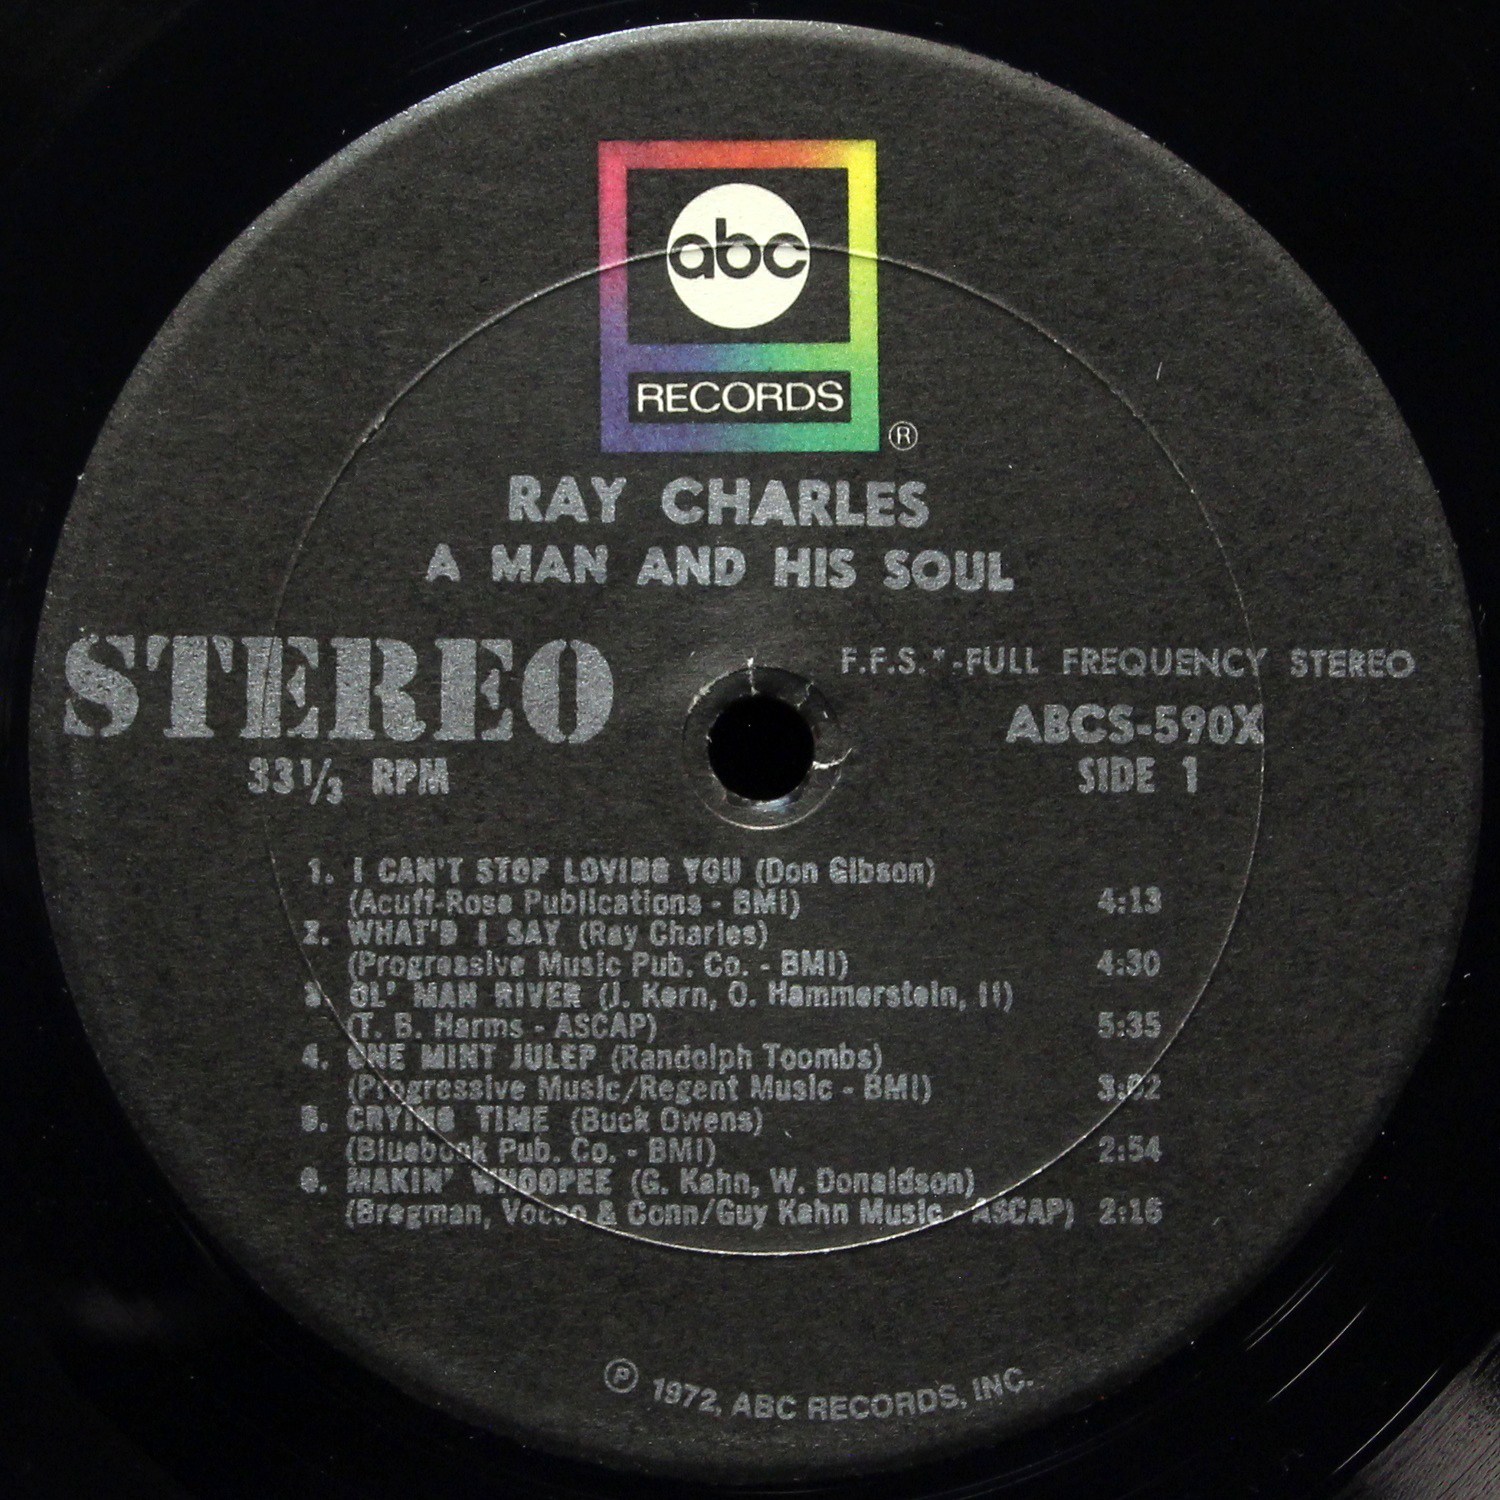 abc
RECORDS
®
RAY CHARLES
A MAN AND HIS SOUL
STEREO
33⅓ RPM
F.F.S.*-FULL FREQUENCY STEREO
ABCS-590X
SIDE 1
1. I CAN'T STOP LOVING YOU (Don Gibson)
(Acuff-Rose Publications - BMI) 4:13
2. WHAT'D I SAY (Ray Charles)
(Progressive Music Pub. Co. - BMI) 4:30
3. OL' MAN RIVER (J. Kern, O. Hammerstein, II)
(T. B. Harms - ASCAP) 5:35
4. ONE MINT JULEP (Randolph Toombs)
(Progressive Music/Regent Music - BMI) 3:02
5. CRYING TIME (Buck Owens)
(Bluebook Pub. Co. - BMI) 2:54
6. MAKIN' WHOOPEE (G. Kahn, W. Donaldson)
(Bregman, Vocco & Conn/Guy Kahn Music - ASCAP) 2:16
℗ 1972, ABC RECORDS, INC.